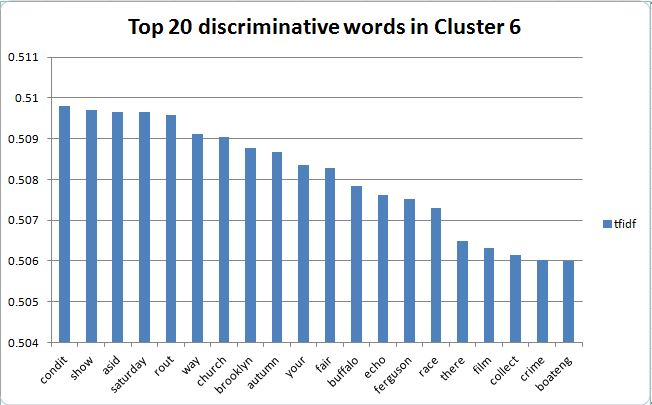 Top 20 discriminative words in Cluster 6
0.511
0.51
0.509
0.508
0.507
0.506
0.505
0.504
condit
show
asid
saturday
rout
way
church
brooklyn
autumn
your
fair
buffalo
echo
ferguson
race
there
film
collect
crime
boateng
tfidf